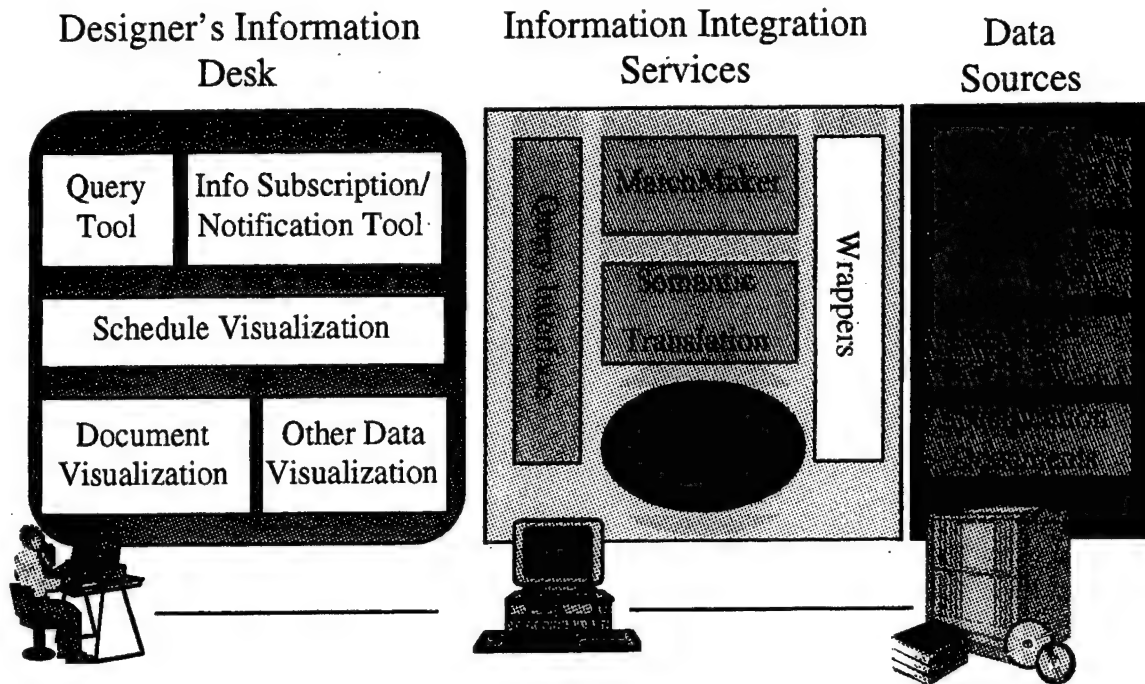 Designer's Information
Desk
Query
Tool
Info Subscription/
Notification Tool
Schedule Visualization
Document
Visualization
Other Data
Visualization
Information Integration
Services
Query Interface
MatchMaker
Semantic
Translation
Wrappers
Data
Sources